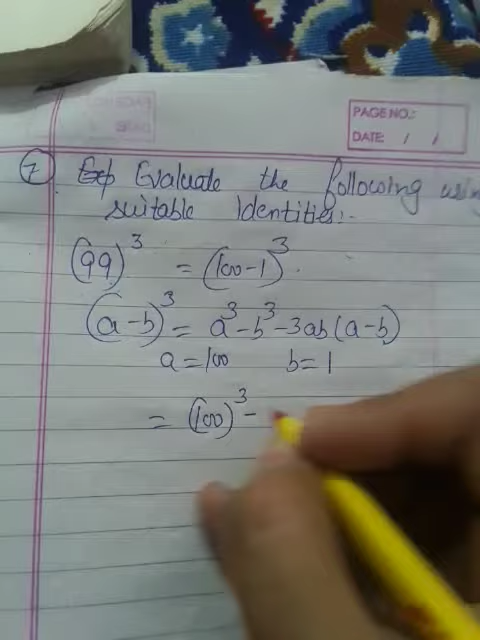 PAGE NO.:
DATE: / /
7 Exp Evaluate the following using
suitable Identities:-
(99)³ = (100-1)³.
(a-b)³ = a³-b³-3ab(a-b)
a=100 b=1
= (100)³-